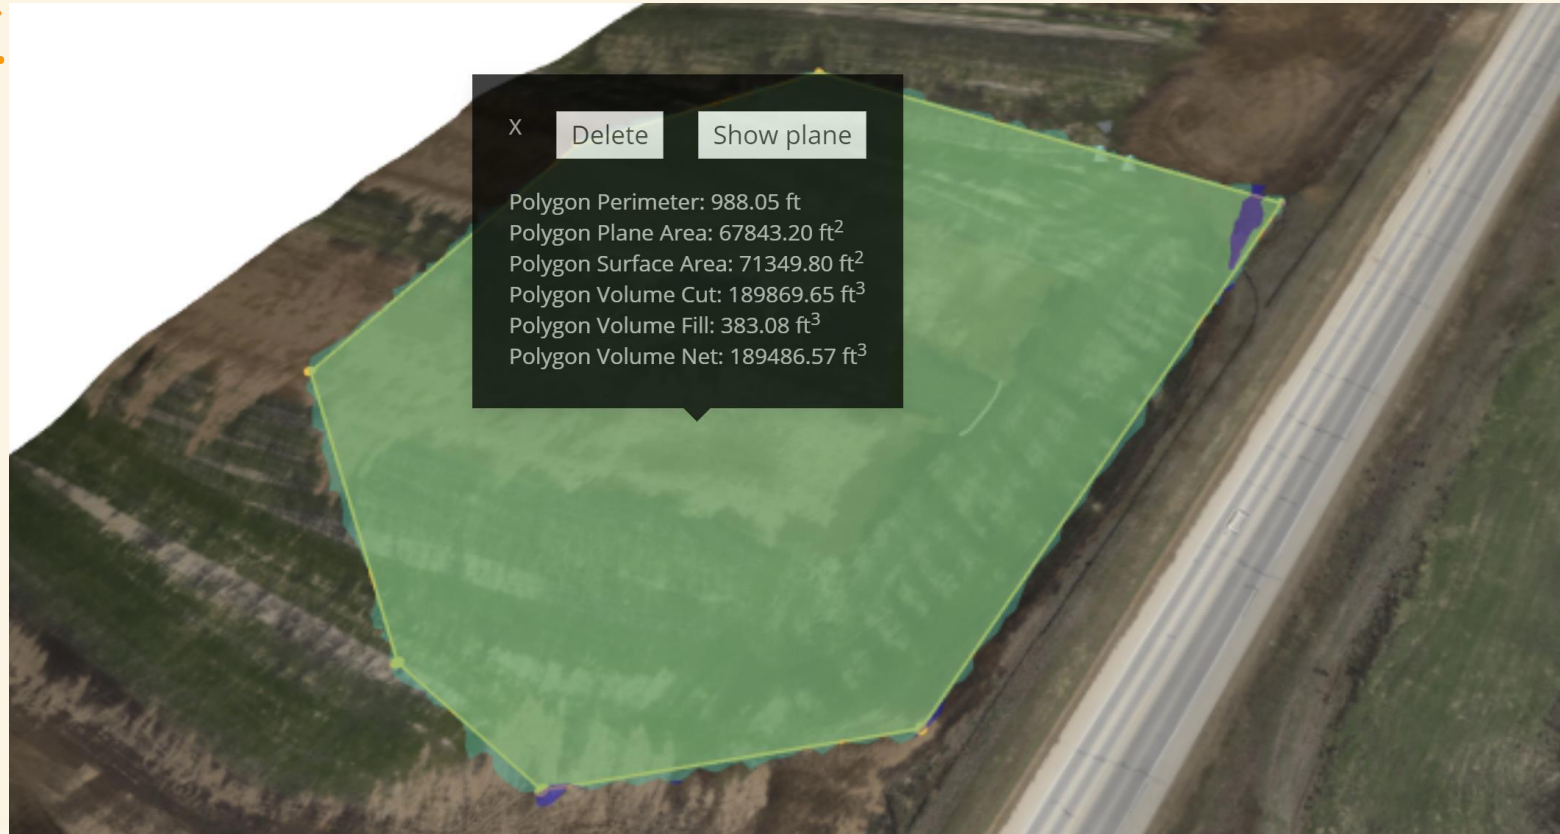 X Delete Show plane
Polygon Perimeter: 988.05 ft
Polygon Plane Area: 67843.20 ft²
Polygon Surface Area: 71349.80 ft²
Polygon Volume Cut: 189869.65 ft³
Polygon Volume Fill: 383.08 ft³
Polygon Volume Net: 189486.57 ft³